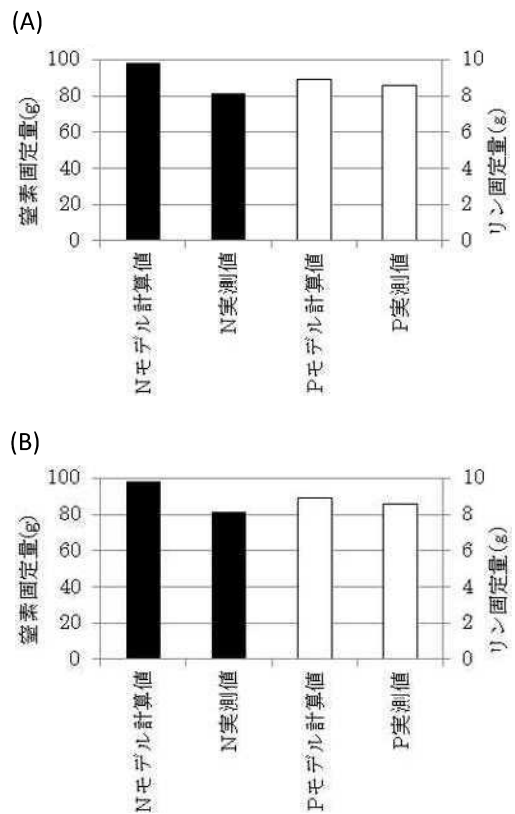 (A)
100
80
60
40
20
0
窒素固定量(g)
10
8
6
4
2
0
リン固定量(g)
Nモデル計算値
N実測値
Pモデル計算値
P実測値
(B)
100
80
60
40
20
0
窒素固定量(g)
10
8
6
4
2
0
リン固定量(g)
Nモデル計算値
N実測値
Pモデル計算値
P実測値